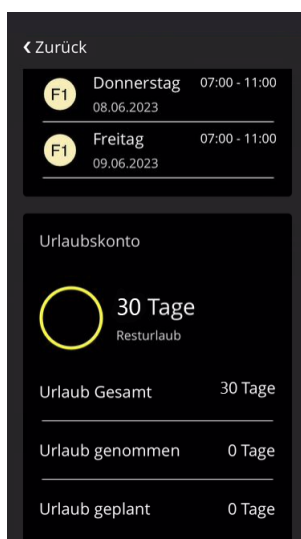 Zurück
F1 Donnerstag 07:00 - 11:00
08.06.2023
F1 Freitag 07:00 - 11:00
09.06.2023
Urlaubskonto
30 Tage
Resturlaub
Urlaub Gesamt 30 Tage
Urlaub genommen 0 Tage
Urlaub geplant 0 Tage